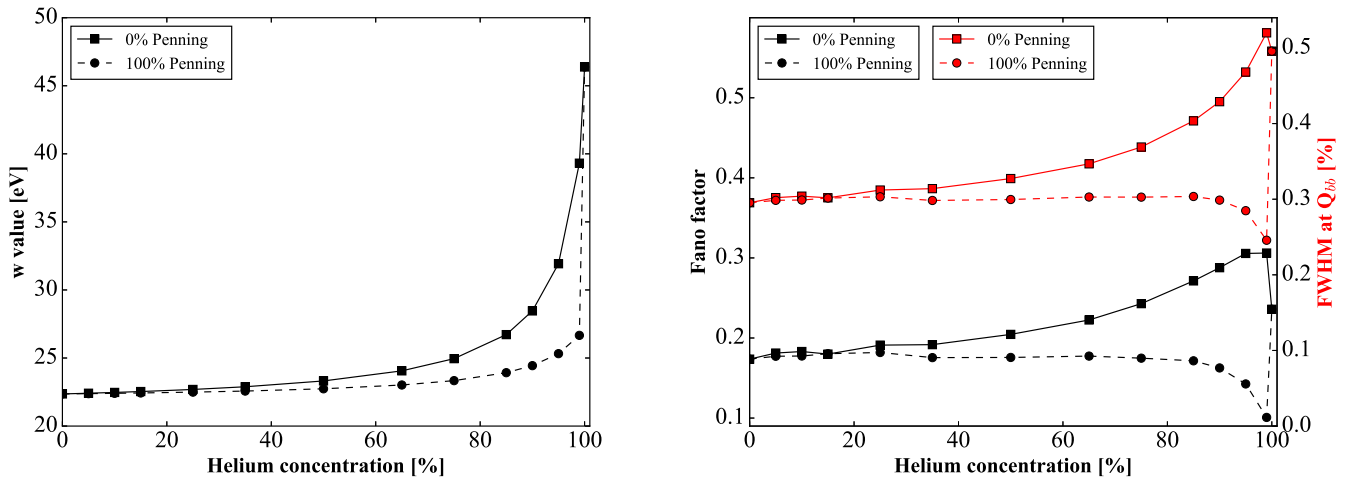 50
45
40
35
30
25
20
w value [eV]
0% Penning
100% Penning
0 20 40 60 80 100
Helium concentration [%]
0.5
0.4
0.3
0.2
0.1
Fano factor
0% Penning
100% Penning
0% Penning
100% Penning
0.5
0.4
0.3
0.2
0.1
0.0
FWHM at Q_bb [%]
0 20 40 60 80 100
Helium concentration [%]